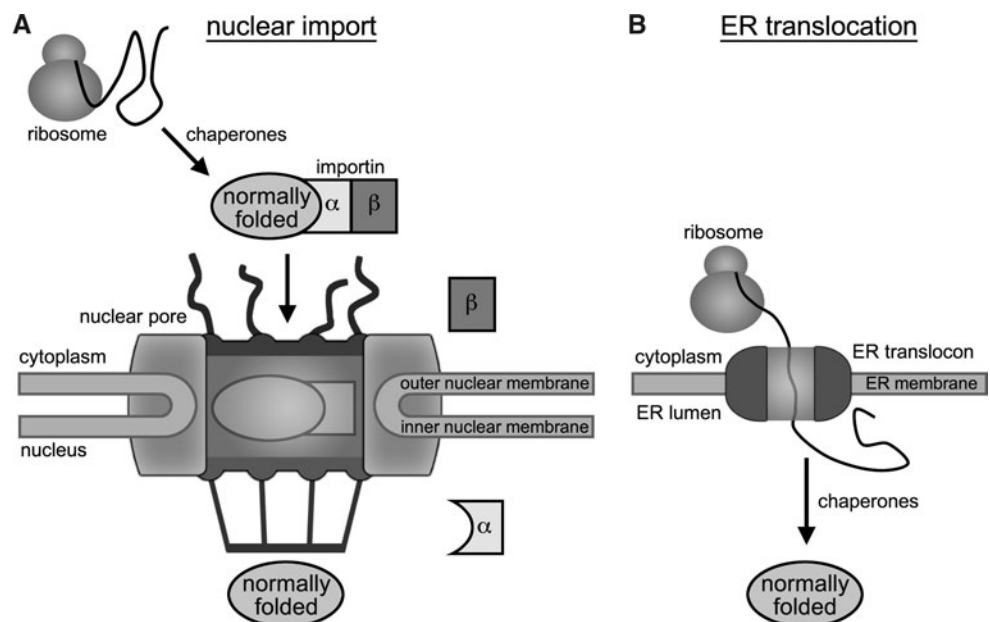 A nuclear import
ribosome
chaperones
importin
normally
folded
α
β
β
nuclear pore
cytoplasm
outer nuclear membrane
inner nuclear membrane
nucleus
α
normally
folded
B ER translocation
ribosome
cytoplasm
ER translocon
ER membrane
ER lumen
chaperones
normally
folded